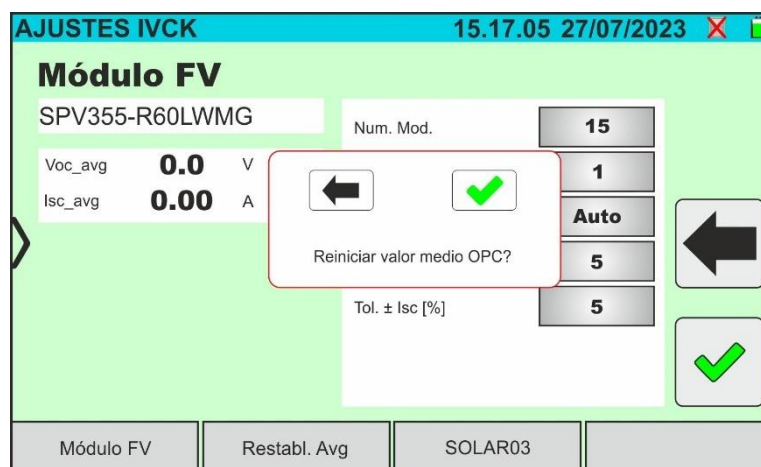 AJUSTES IVCK 15.17.05 27/07/2023
Módulo FV
SPV355-R60LWMG
Num. Mod. 15
Voc_avg 0.0 V
1
Isc_avg 0.00 A
Auto
Reiniciar valor medio OPC?
5
Tol. ± Isc [%] 5
Módulo FV Restabl. Avg SOLAR03